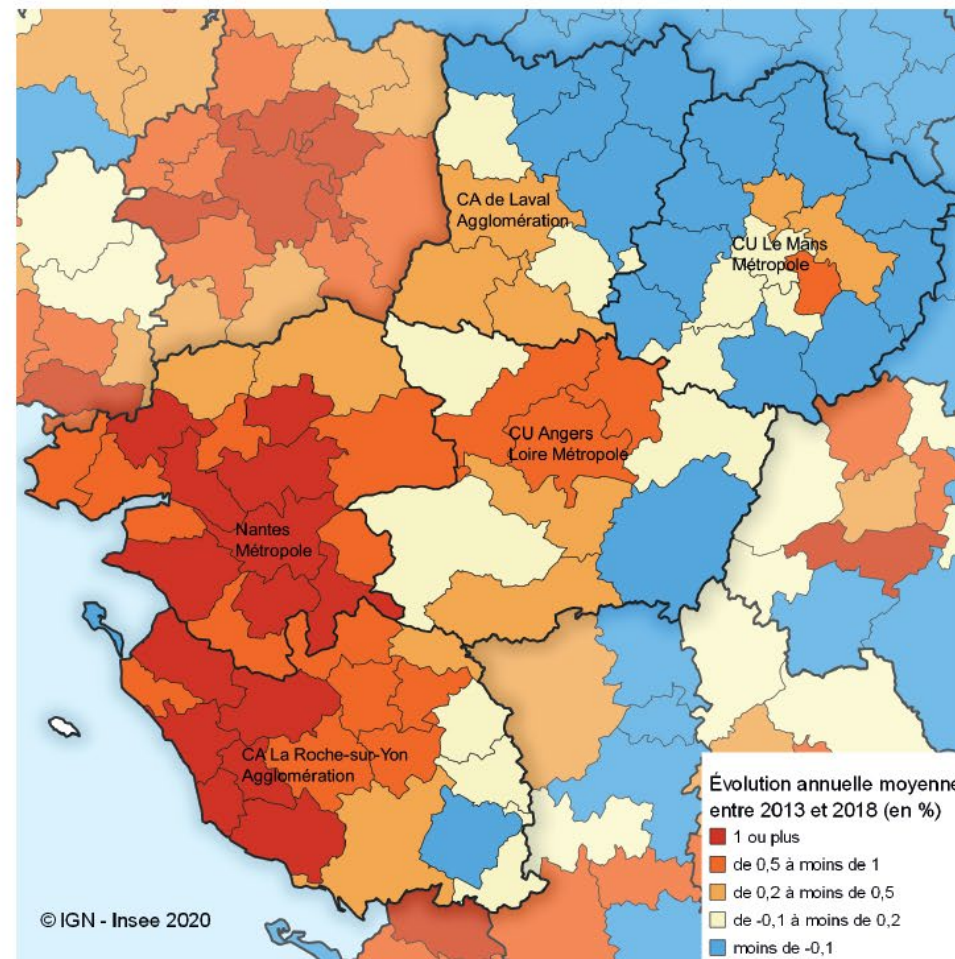 CA de Laval
Agglomération
CU Le Mans
Métropole
CU Angers
Loire Métropole
Nantes
Métropole
CA La Roche-sur-Yon
Agglomération
Évolution annuelle moyenne
entre 2013 et 2018 (en %)
1 ou plus
de 0,5 à moins de 1
de 0,2 à moins de 0,5
de -0,1 à moins de 0,2
moins de -0,1
© IGN - Insee 2020